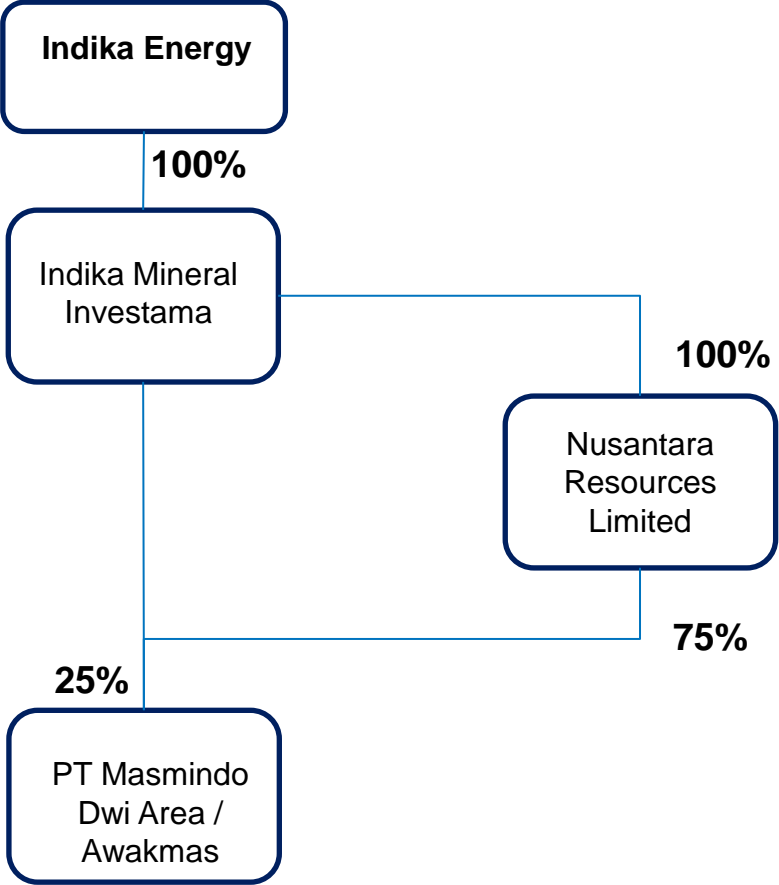 Indika Energy
100%
Indika Mineral
Investama
100%
Nusantara
Resources
Limited
75%
25%
PT Masmindo
Dwi Area /
Awakmas